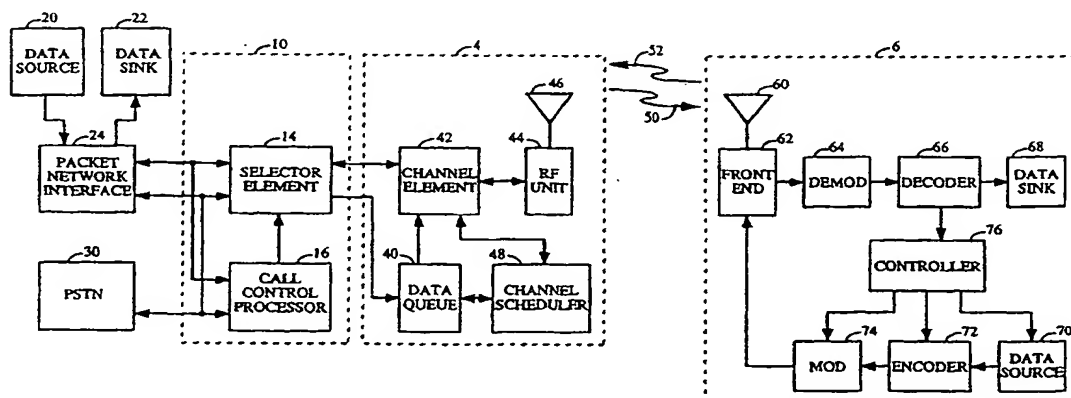 20
DATA
SOURCE
22
DATA
SINK
24
PACKET
NETWORK
INTERFACE
30
PSTN
10
14
SELECTOR
ELEMENT
16
CALL
CONTROL
PROCESSOR
4
42
CHANNEL
ELEMENT
46
44
RF
UNIT
40
DATA
QUEUE
48
CHANNEL
SCHEDULER
52
50
6
60
62
FRONT
END
64
DEMOD
66
DECODER
68
DATA
SINK
76
CONTROLLER
74
MOD
72
ENCODER
70
DATA
SOURCE